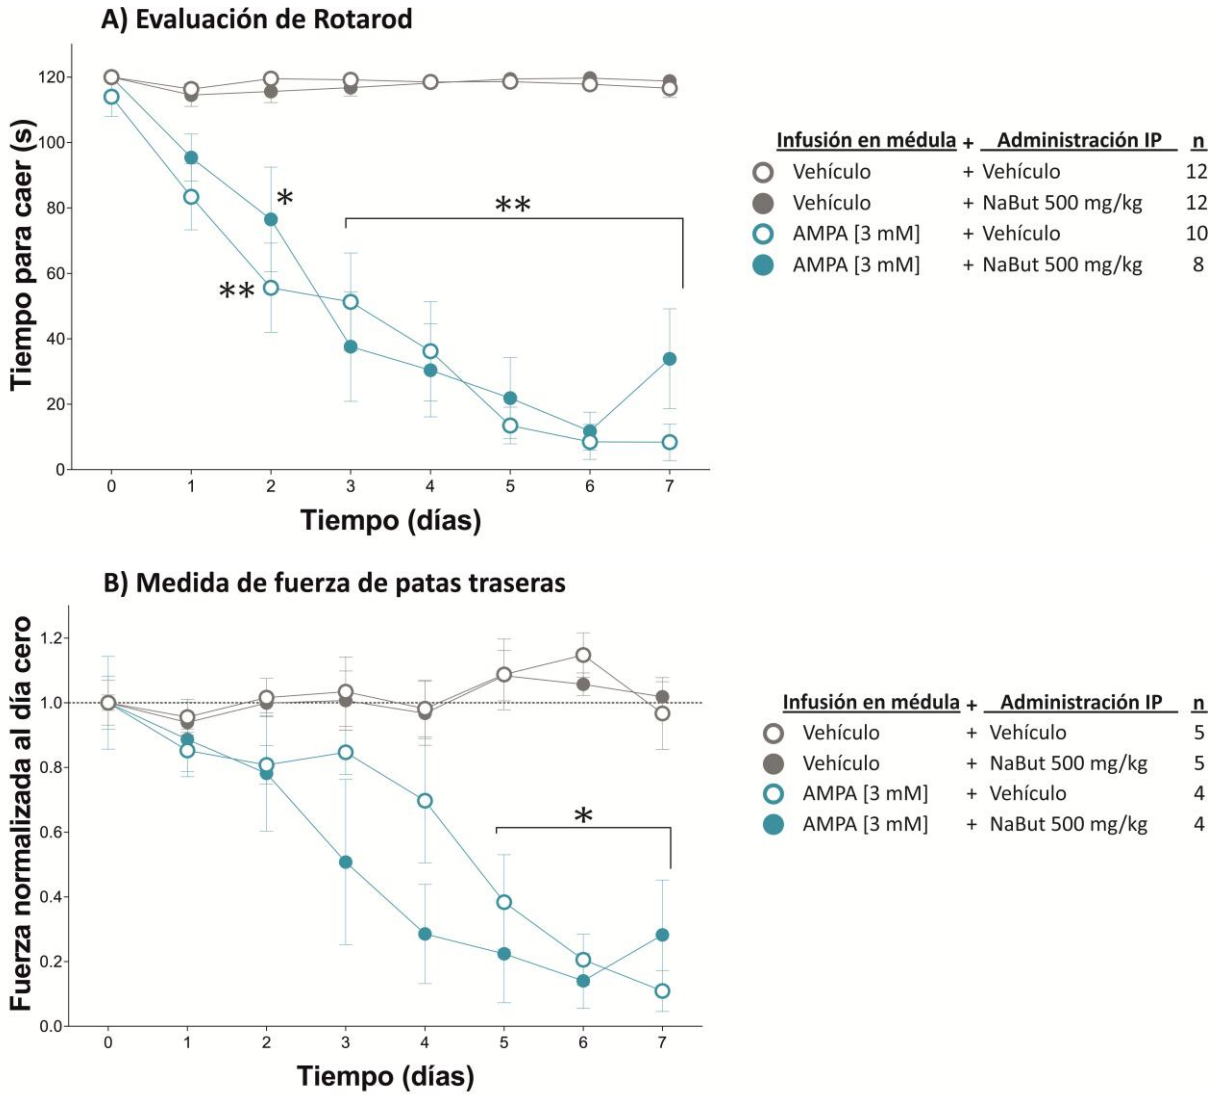 A) Evaluación de Rotarod
Tiempo para caer (s)
120
100
80
60
40
20
0
*
**
**
0 1 2 3 4 5 6 7
Tiempo (días)
Infusión en médula + Administración IP n
Vehículo + Vehículo 12
Vehículo + NaBut 500 mg/kg 12
AMPA [3 mM] + Vehículo 10
AMPA [3 mM] + NaBut 500 mg/kg 8
B) Medida de fuerza de patas traseras
Fuerza normalizada al día cero
1.2
1.0
0.8
0.6
0.4
0.2
0.0
*
0 1 2 3 4 5 6 7
Tiempo (días)
Infusión en médula + Administración IP n
Vehículo + Vehículo 5
Vehículo + NaBut 500 mg/kg 5
AMPA [3 mM] + Vehículo 4
AMPA [3 mM] + NaBut 500 mg/kg 4